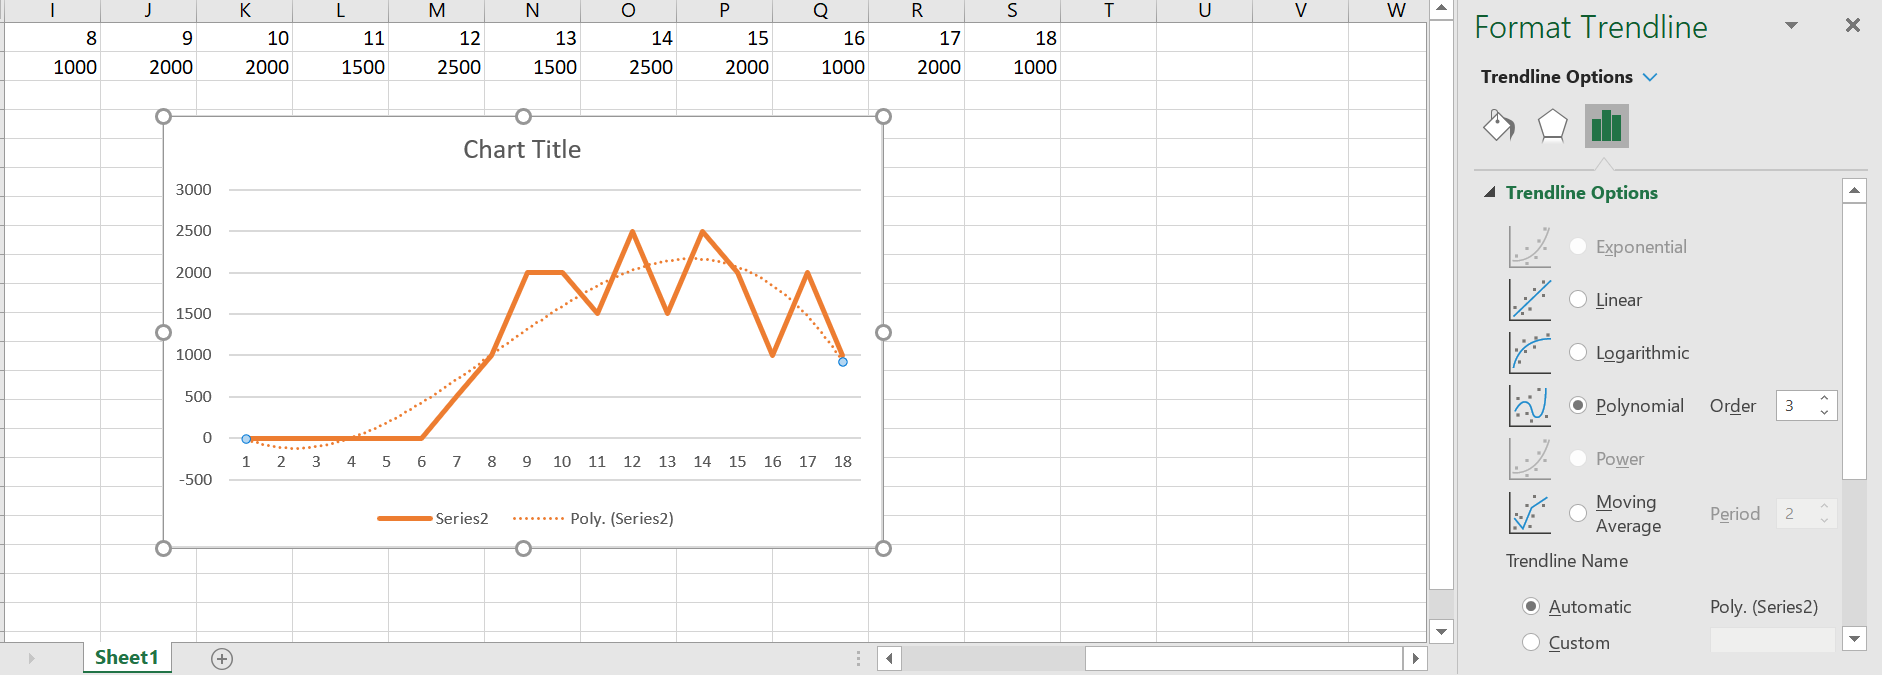 I J K L M N O P Q R S T U V W
8 9 10 11 12 13 14 15 16 17 18
1000 2000 2000 1500 2500 1500 2500 2000 1000 2000 1000
Chart Title
3000
2500
2000
1500
1000
500
0
1 2 3 4 5 6 7 8 9 10 11 12 13 14 15 16 17 18
-500
Series2 Poly. (Series2)
Sheet1
Format Trendline
Trendline Options
Trendline Options
Exponential
Linear
Logarithmic
Polynomial Order 3
Power
Moving
Average Period 2
Trendline Name
Automatic Poly. (Series2)
Custom